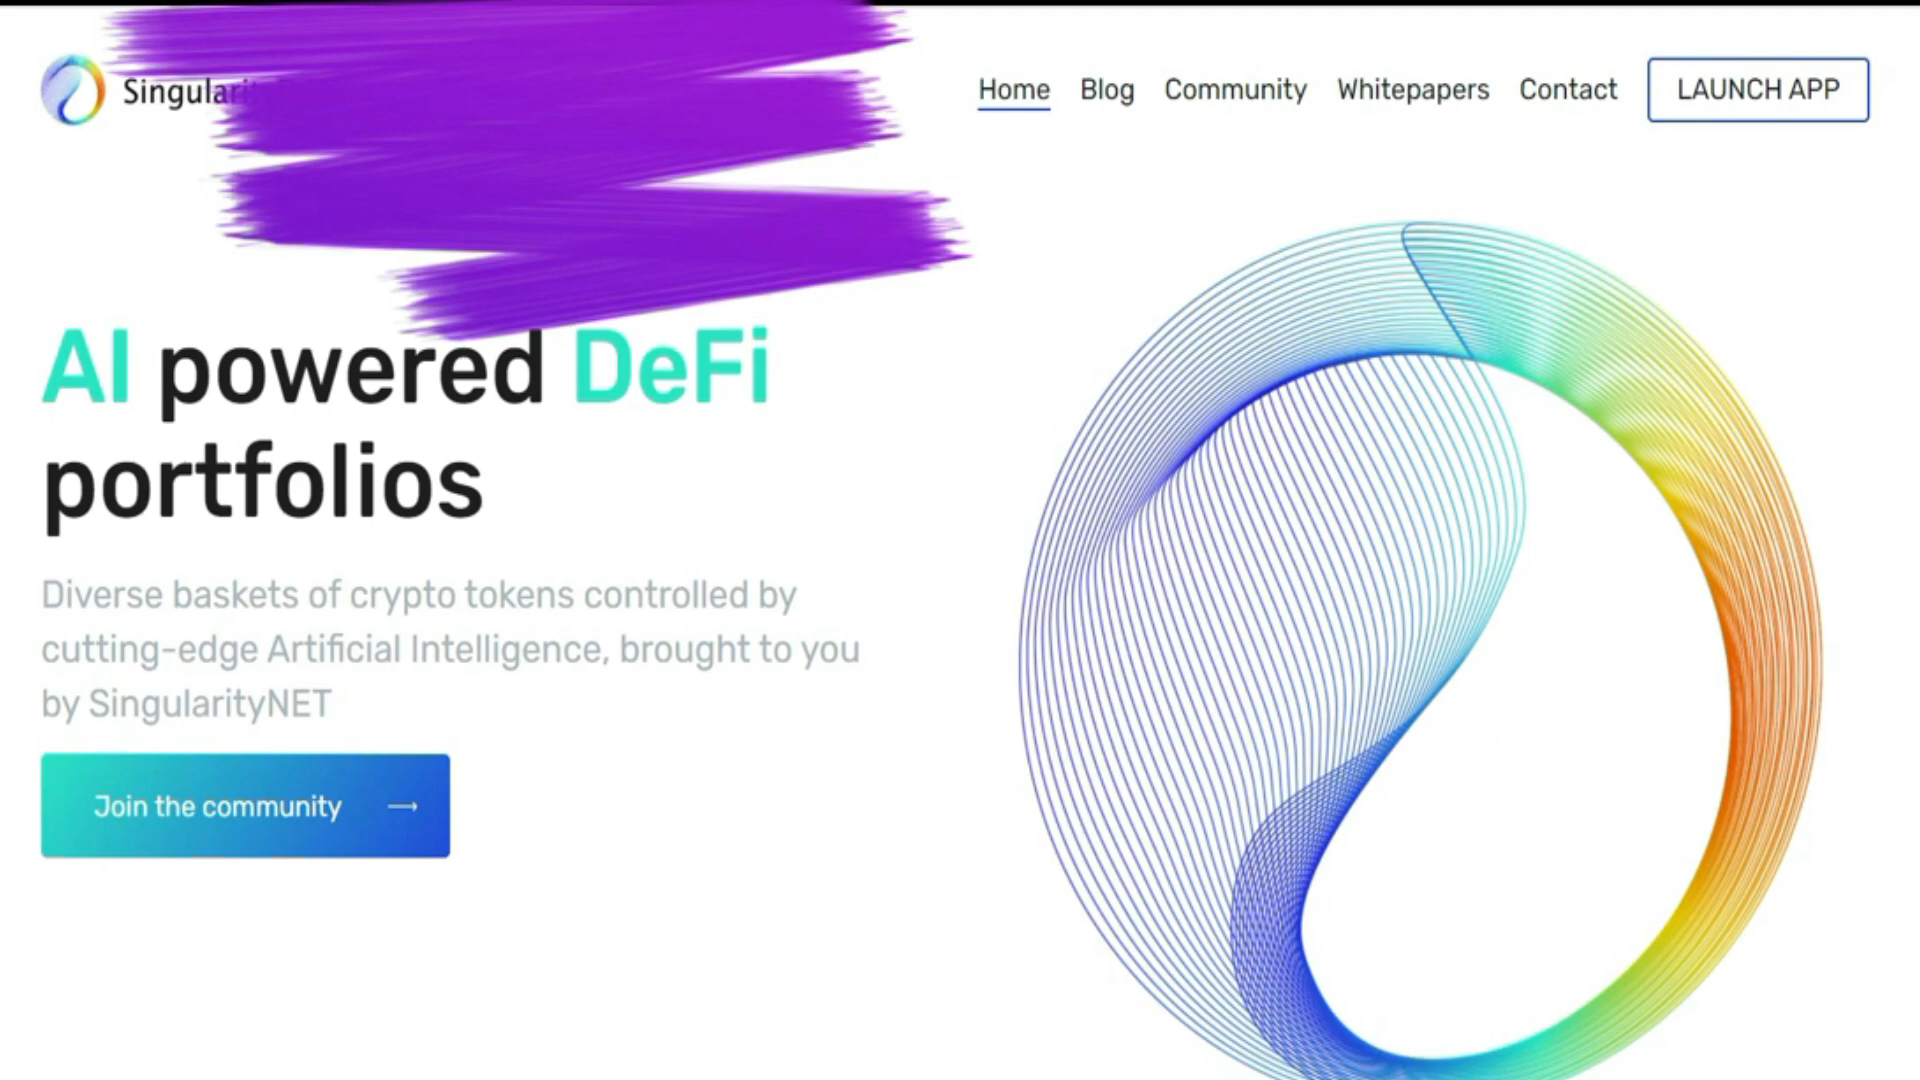 Home Blog Community Whitepapers Contact LAUNCH APP
AI powered DeFi
portfolios
Diverse baskets of crypto tokens controlled by
cutting-edge Artificial Intelligence, brought to you
by SingularityNET
Join the community →